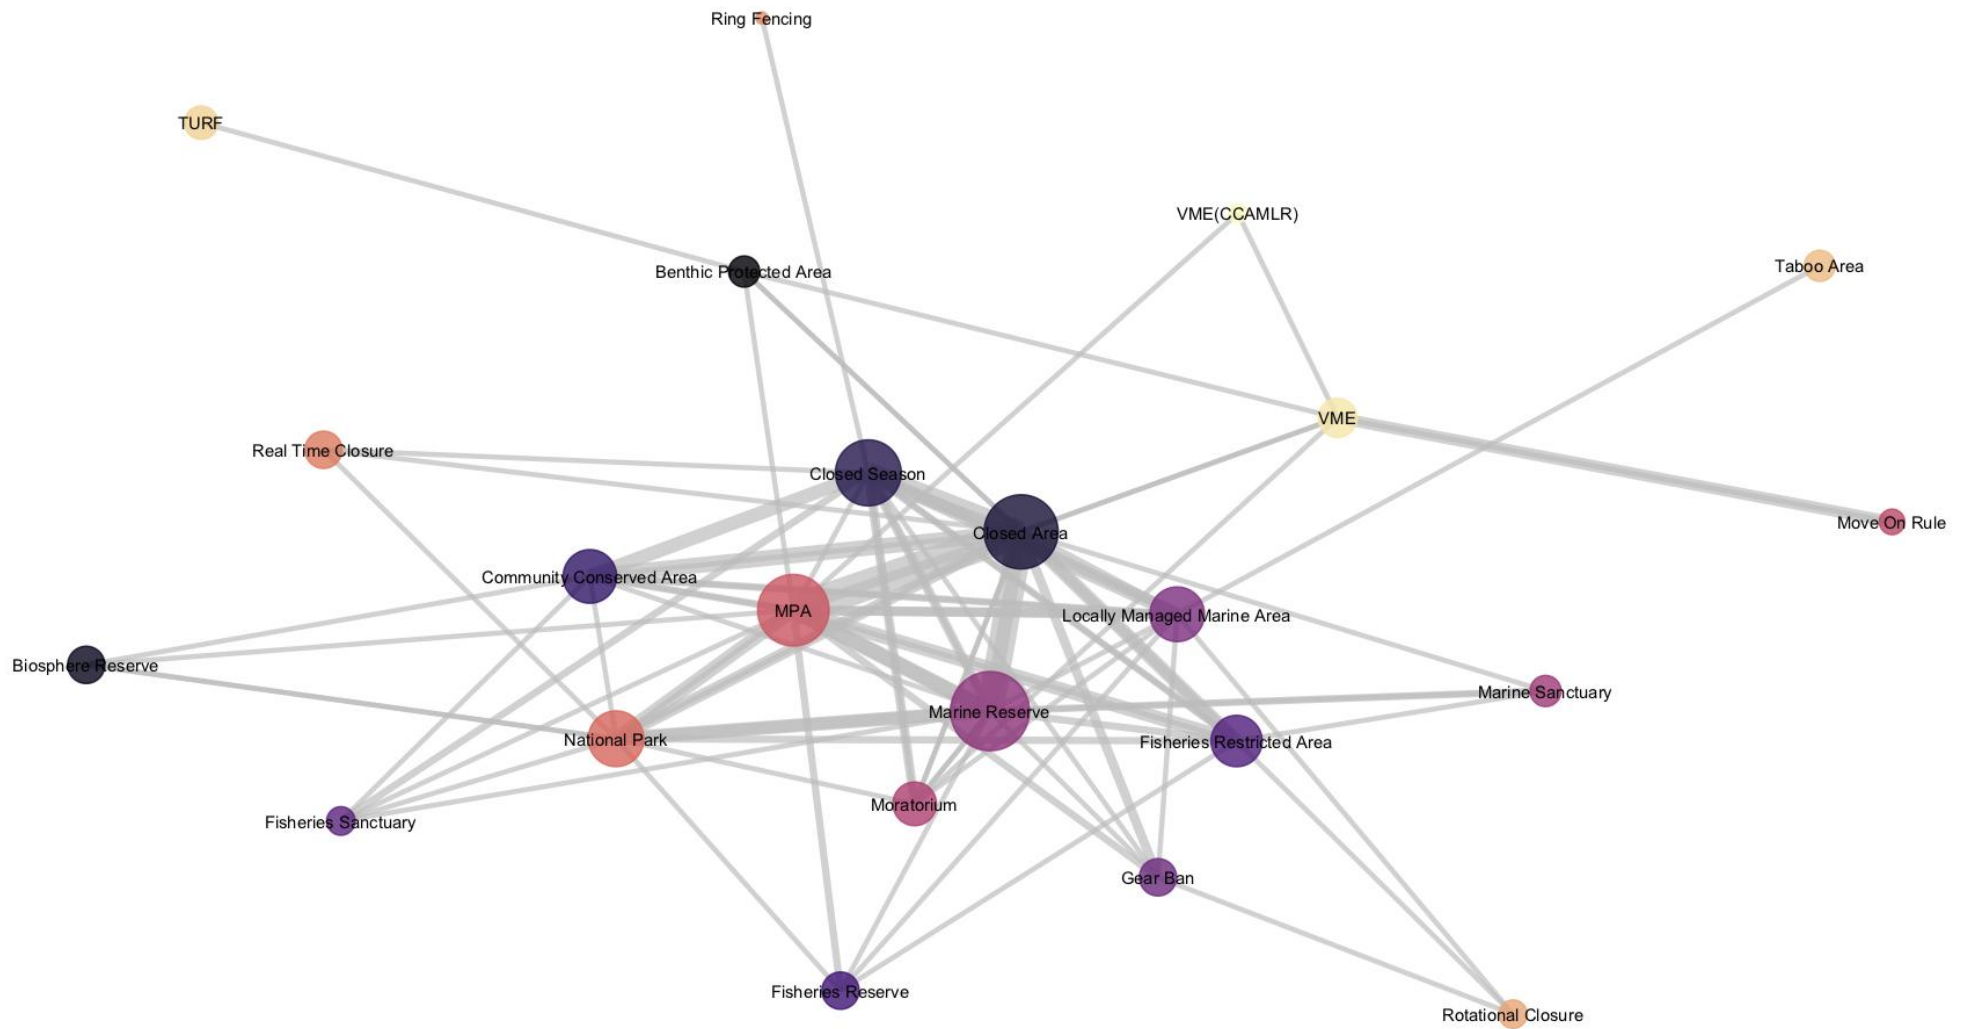 Ring Fencing
TURF
VME(CCAMLR)
Benthic Protected Area
Taboo Area
VME
Real Time Closure
Closed Season
Move On Rule
Closed Area
Community Conserved Area
MPA
Locally Managed Marine Area
Biosphere Reserve
Marine Sanctuary
Marine Reserve
National Park
Fisheries Restricted Area
Moratorium
Fisheries Sanctuary
Gear Ban
Fisheries Reserve
Rotational Closure